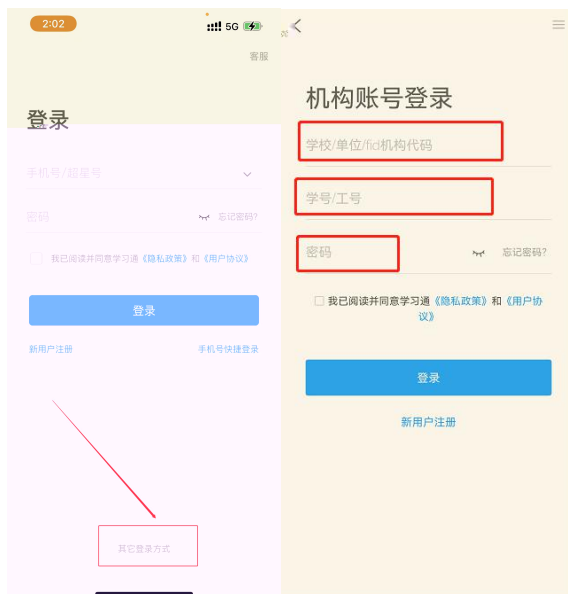 2:02
5G
客服
登录
手机号/超星号
密码
忘记密码?
我已阅读并同意学习通《隐私政策》和《用户协议》
登录
新用户注册
手机号快捷登录
其它登录方式
机构账号登录
学校/单位/fid机构代码
学号/工号
密码
忘记密码?
我已阅读并同意学习通《隐私政策》和《用户协
议》
登录
新用户注册